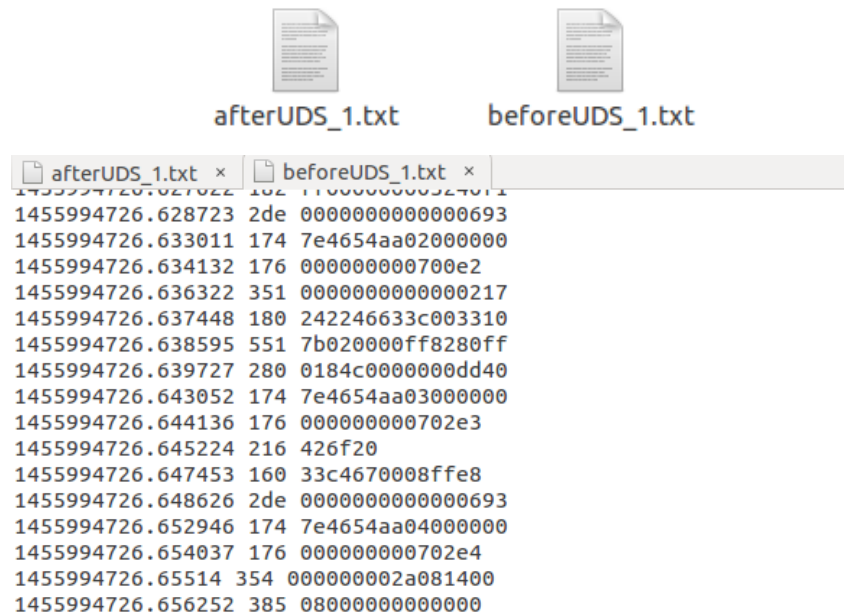 afterUDS_1.txt
beforeUDS_1.txt
afterUDS_1.txt ×
beforeUDS_1.txt ×
1455994726.628723 2de 0000000000000693
1455994726.633011 174 7e4654aa02000000
1455994726.634132 176 000000000700e2
1455994726.636322 351 0000000000000217
1455994726.637448 180 242246633c003310
1455994726.638595 551 7b020000ff8280ff
1455994726.639727 280 0184c0000000dd40
1455994726.643052 174 7e4654aa03000000
1455994726.644136 176 000000000702e3
1455994726.645224 216 426f20
1455994726.647453 160 33c4670008ffe8
1455994726.648626 2de 0000000000000693
1455994726.652946 174 7e4654aa04000000
1455994726.654037 176 000000000702e4
1455994726.65514 354 000000002a081400
1455994726.656252 385 08000000000000